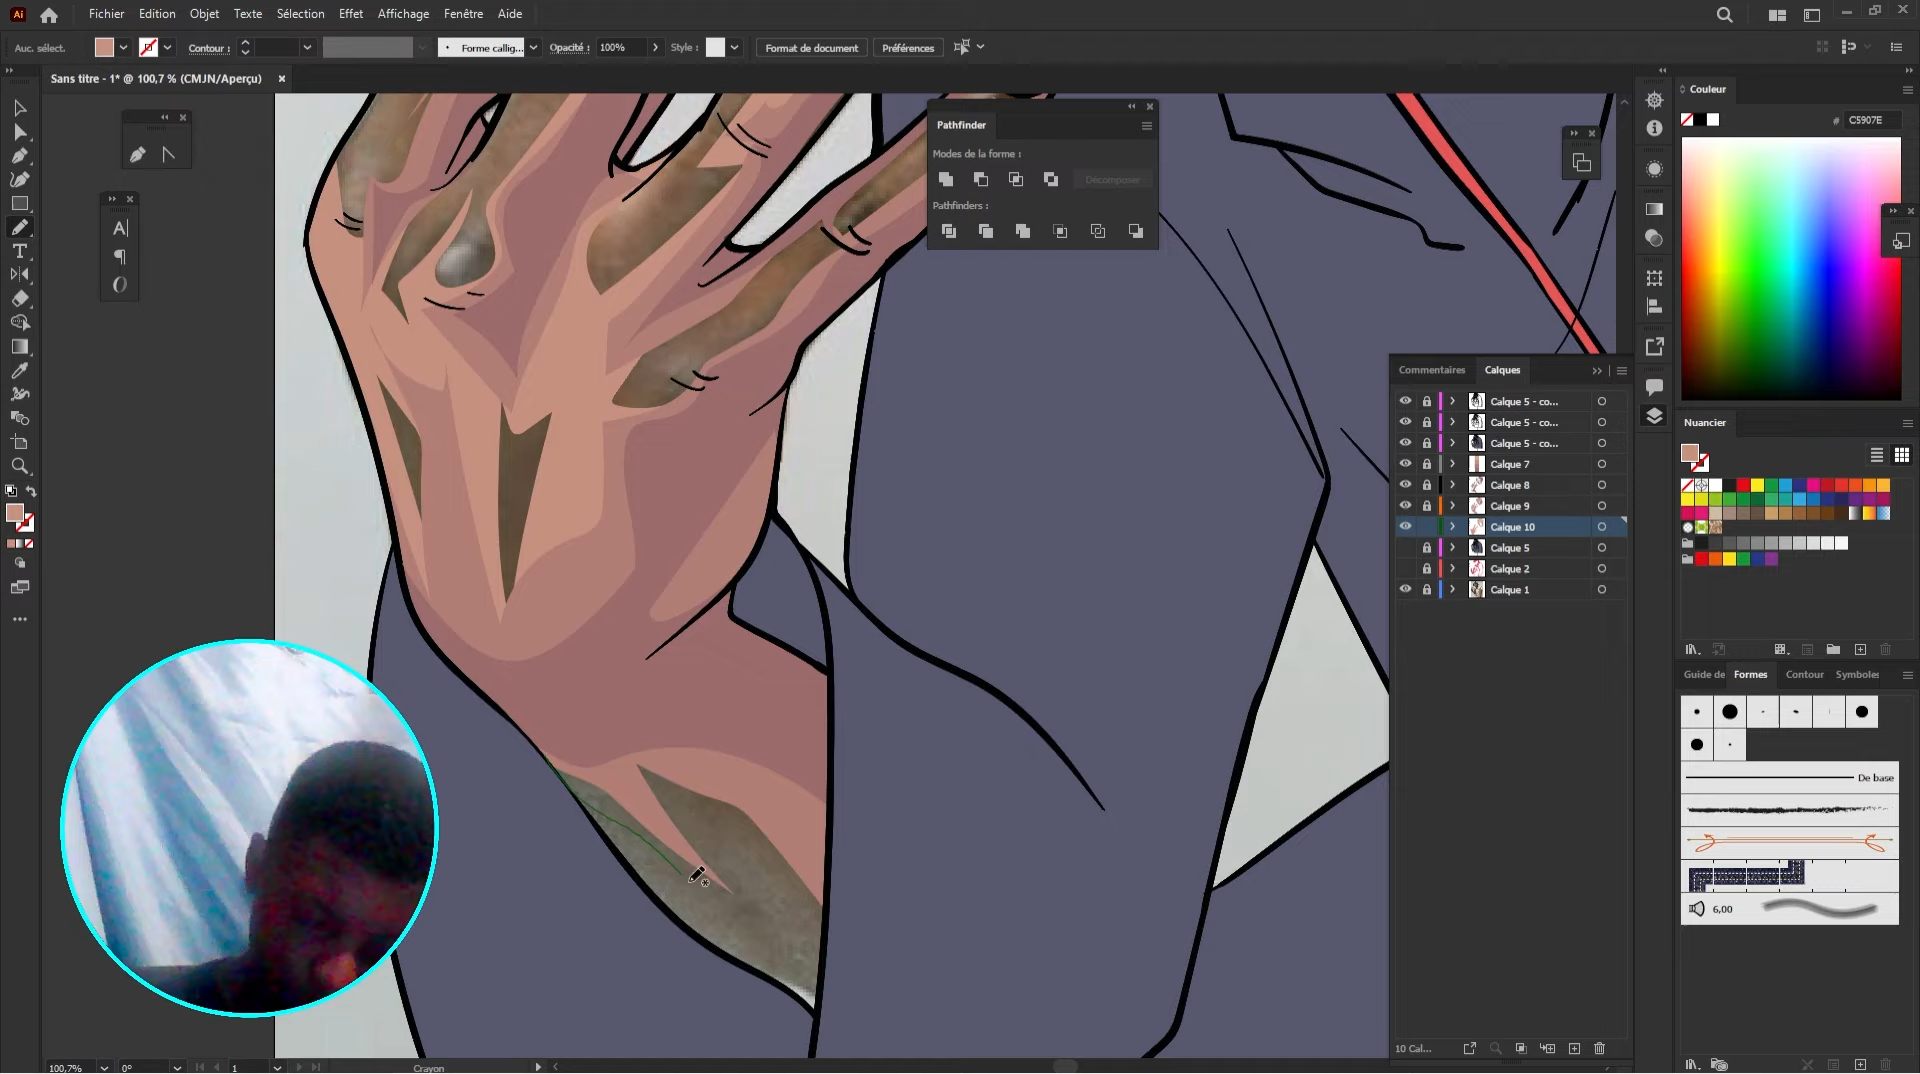 Ai
Fichier Edition Objet Texte Sélection Effet Affichage Fenêtre Aide
Auc. sélect. Contour : Forme callig... Opacité : 100% Style : Format de document Préférences
Sans titre - 1* @ 100,7 % (CMJN/Aperçu)
Pathfinder
Modes de la forme :
Décomposer
Pathfinders :
Couleur
# C5907E
Commentaires Calques
Calque 5 - co...
Calque 5 - co...
Calque 5 - co...
Calque 7
Calque 8
Calque 9
Calque 10
Calque 5
Calque 2
Calque 1
10 Cal...
Nuancier
Guide de Formes Contour Symboles
De base
6,00
100,7% 0° 1 Crayon